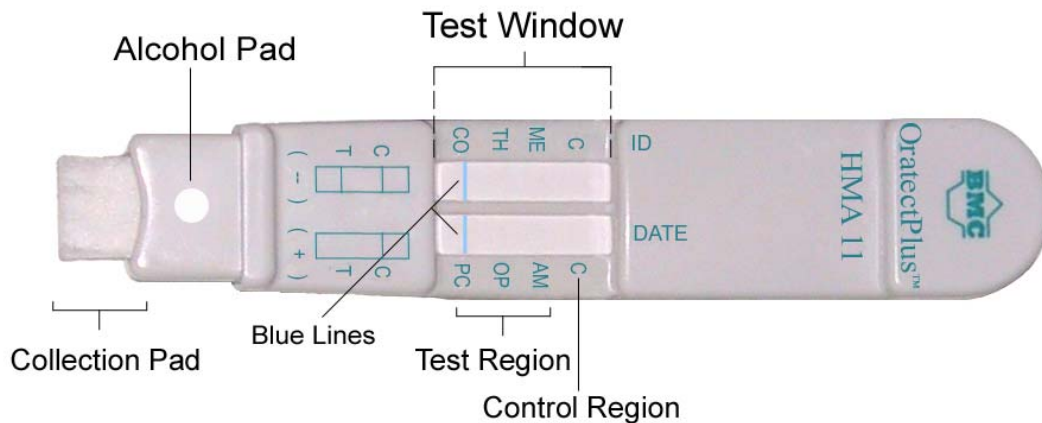 Test Window
Alcohol Pad
CO TH ME C
ID
T C
( - )
( + )
T C
DATE
PC OP AM C
HMA 11
OratectPlus™
BMC
Blue Lines
Test Region
Collection Pad
Control Region